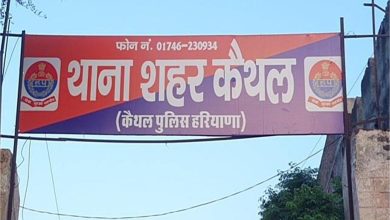 फोन नं. 01746-230934
थाना शहर कैथल
(कैथल पुलिस हरियाणा)